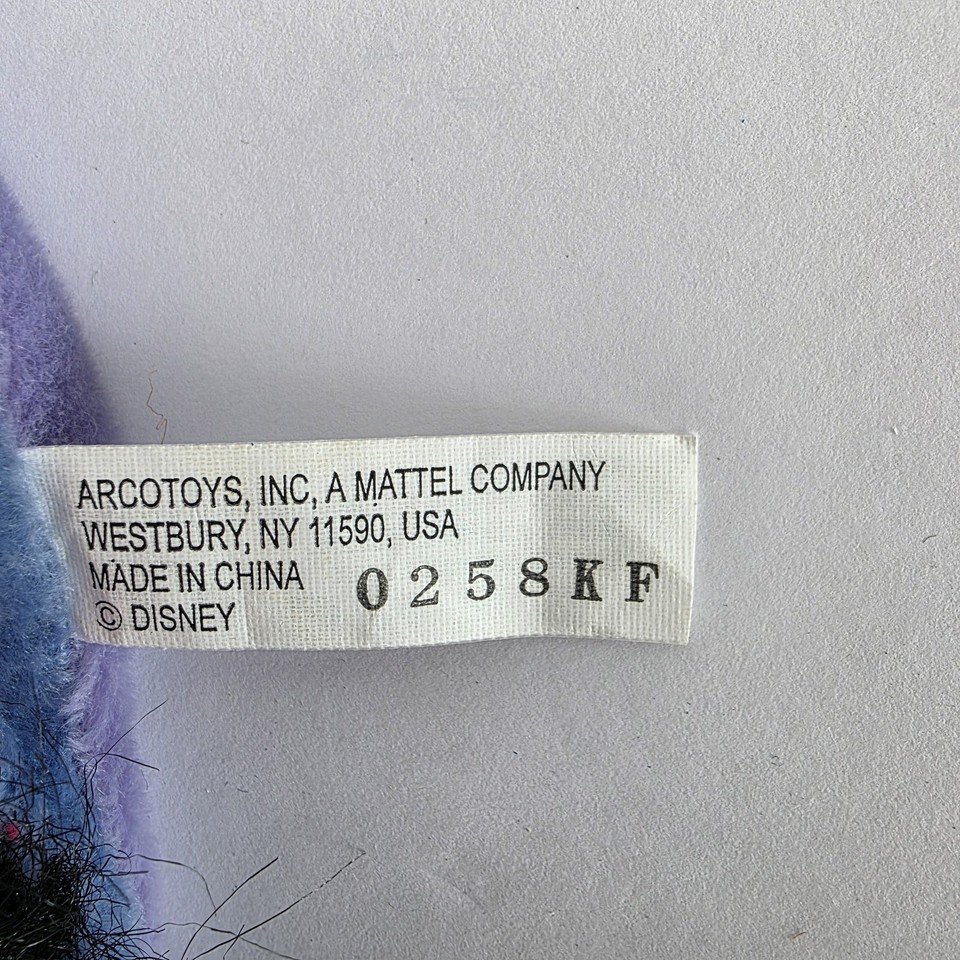 ARCOTOYS, INC, A MATTEL COMPANY
WESTBURY, NY 11590, USA
MADE IN CHINA
© DISNEY
0258KF